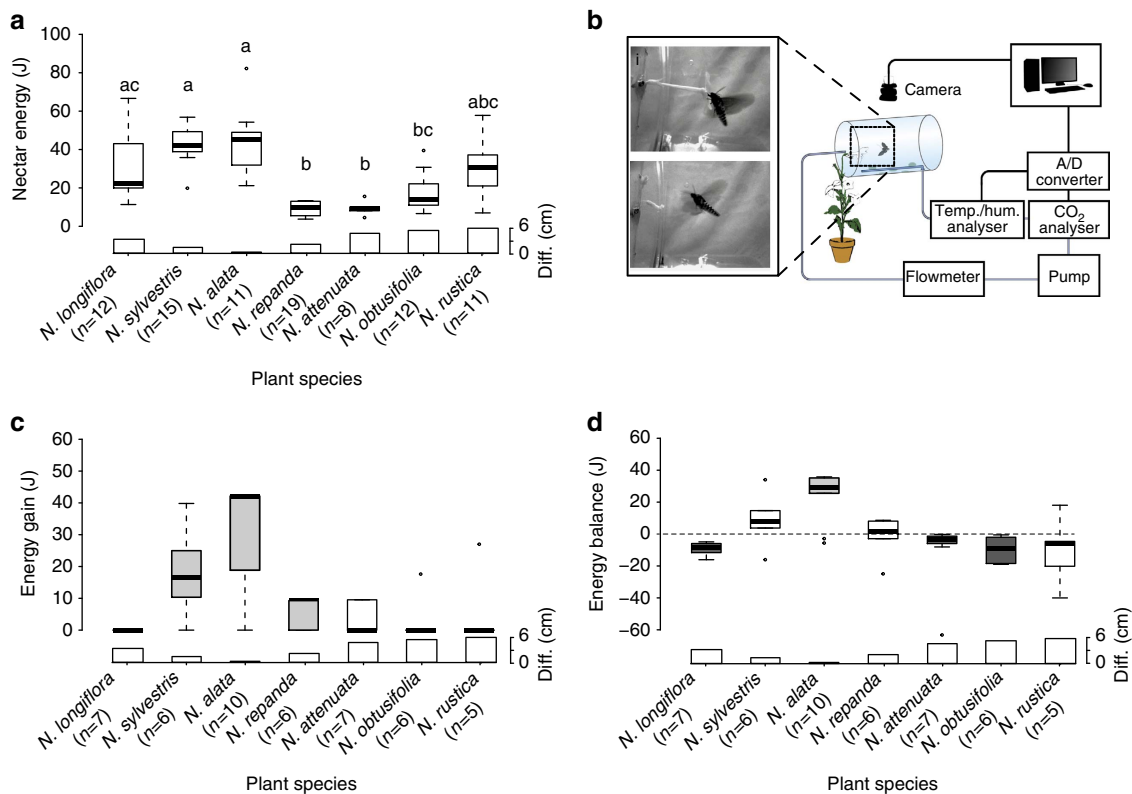 a
Nectar energy (J)
100
80
60
40
20
0
ac
a
a
b
b
bc
abc
6
0
Diff. (cm)
N. longiflora
(n=12)
N. sylvestris
(n=15)
N. alata
(n=11)
N. repanda
(n=19)
N. attenuata
(n=8)
N. obtusifolia
(n=12)
N. rustica
(n=11)
Plant species
b
i
Camera
A/D
converter
Temp./hum.
analyser
CO2
analyser
Flowmeter
Pump
c
Energy gain (J)
60
50
40
30
20
10
0
6
0
Diff. (cm)
N. longiflora
(n=7)
N. sylvestris
(n=6)
N. alata
(n=10)
N. repanda
(n=6)
N. attenuata
(n=7)
N. obtusifolia
(n=6)
N. rustica
(n=5)
Plant species
d
Energy balance (J)
60
40
20
0
−20
−40
−60
6
0
Diff. (cm)
N. longiflora
(n=7)
N. sylvestris
(n=6)
N. alata
(n=10)
N. repanda
(n=6)
N. attenuata
(n=7)
N. obtusifolia
(n=6)
N. rustica
(n=5)
Plant species